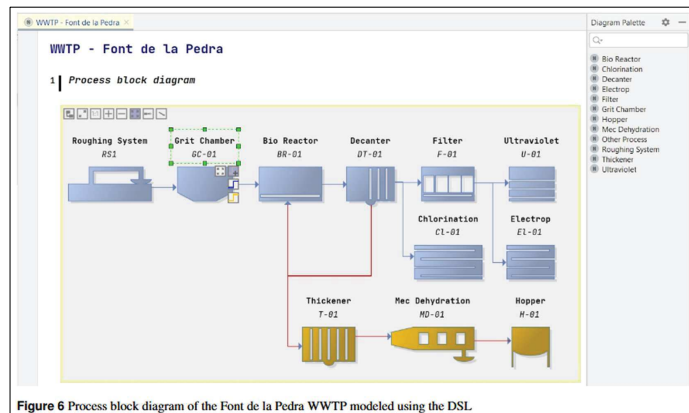 WWTP - Font de la Pedra
Diagram Palette
WWTP - Font de la Pedra
1 Process block diagram
Roughing System
RS1
Grit Chamber
GC-01
Bio Reactor
BR-01
Decanter
DT-01
Filter
F-01
Ultraviolet
U-01
Chlorination
Cl-01
Electrop
El-01
Thickener
T-01
Mec Dehydration
MD-01
Hopper
H-01
Bio Reactor
Chlorination
Decanter
Electrop
Filter
Grit Chamber
Hopper
Mec Dehydration
Other Process
Roughing System
Thickener
Ultraviolet
Figure 6 Process block diagram of the Font de la Pedra WWTP modeled using the DSL